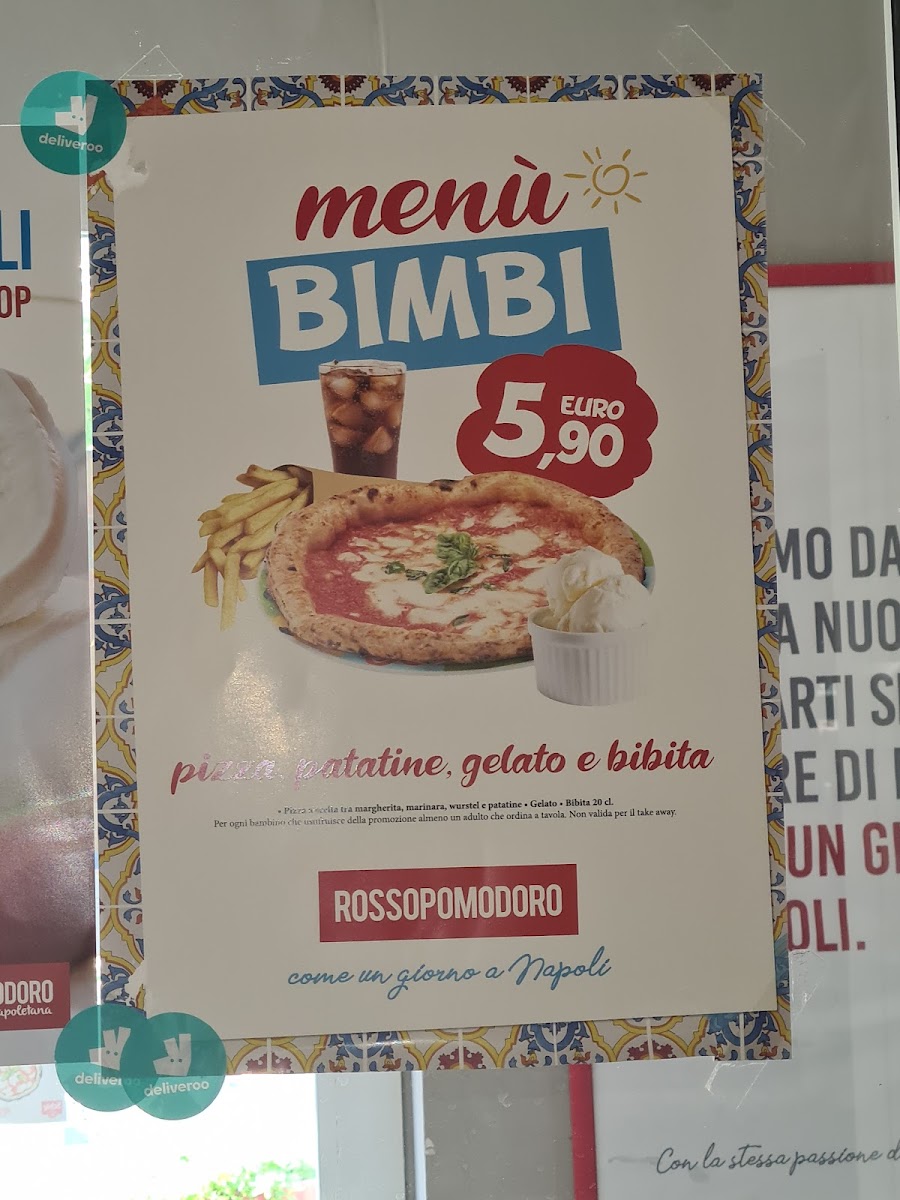 deliveroo
menù
BIMBI
5,90 EURO
pizza, patatine, gelato e bibita
• Pizza a scelta tra margherita, marinara, wurstel e patatine • Gelato • Bibita 20 cl.
Per ogni bambino che usufruisce della promozione almeno un adulto che ordina a tavola. Non valida per il take away.
ROSSOPOMODORO
come un giorno a Napoli
deliveroo
deliveroo
LI
OP
ODORO
apoletana
MO DA
A NUO
ARTI S
RE DI
UN G
OLI.
Con la stessa passione d